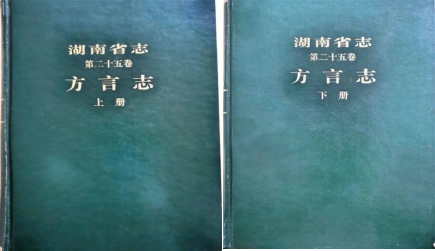 湖南省志
第二十五卷
方言志
上册
湖南省志
第二十五卷
方言志
下册